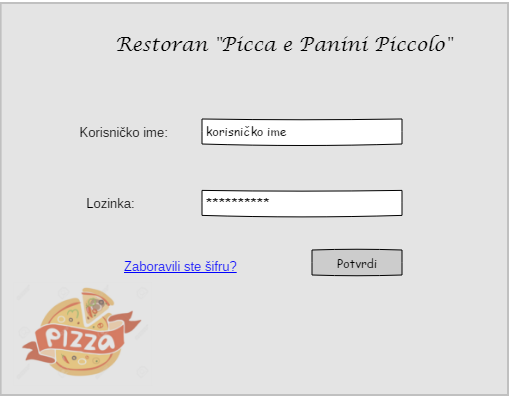 Restoran "Picca e Panini Piccolo"
Korisničko ime:
korisničko ime
Lozinka:
**********
Zaboravili ste šifru?
Potvrdi
PIZZA